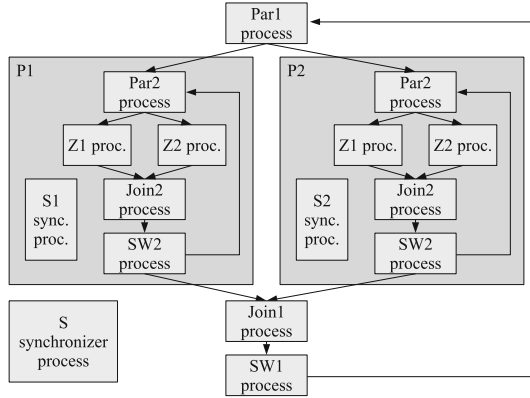 Par1
process
P1
Par2
process
Z1 proc.
Z2 proc.
S1
sync.
proc.
Join2
process
SW2
process
P2
Par2
process
Z1 proc.
Z2 proc.
S2
sync.
proc.
Join2
process
SW2
process
S
synchronizer
process
Join1
process
SW1
process